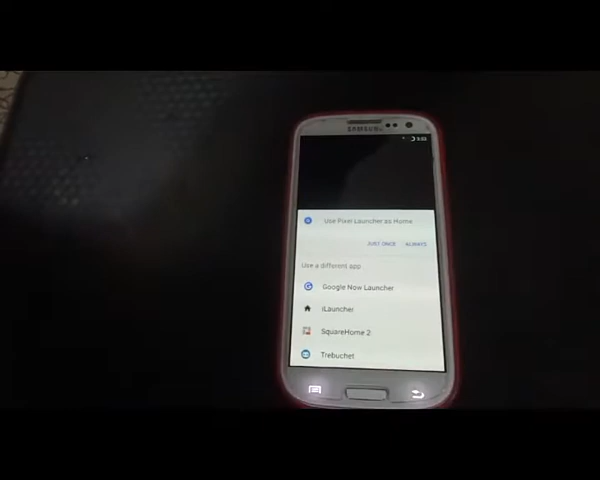 SAMSUNG
Use Pixel Launcher as Home
JUST ONCE ALWAYS
Use a different app
Google Now Launcher
iLauncher
SquareHome 2
Trebuchet